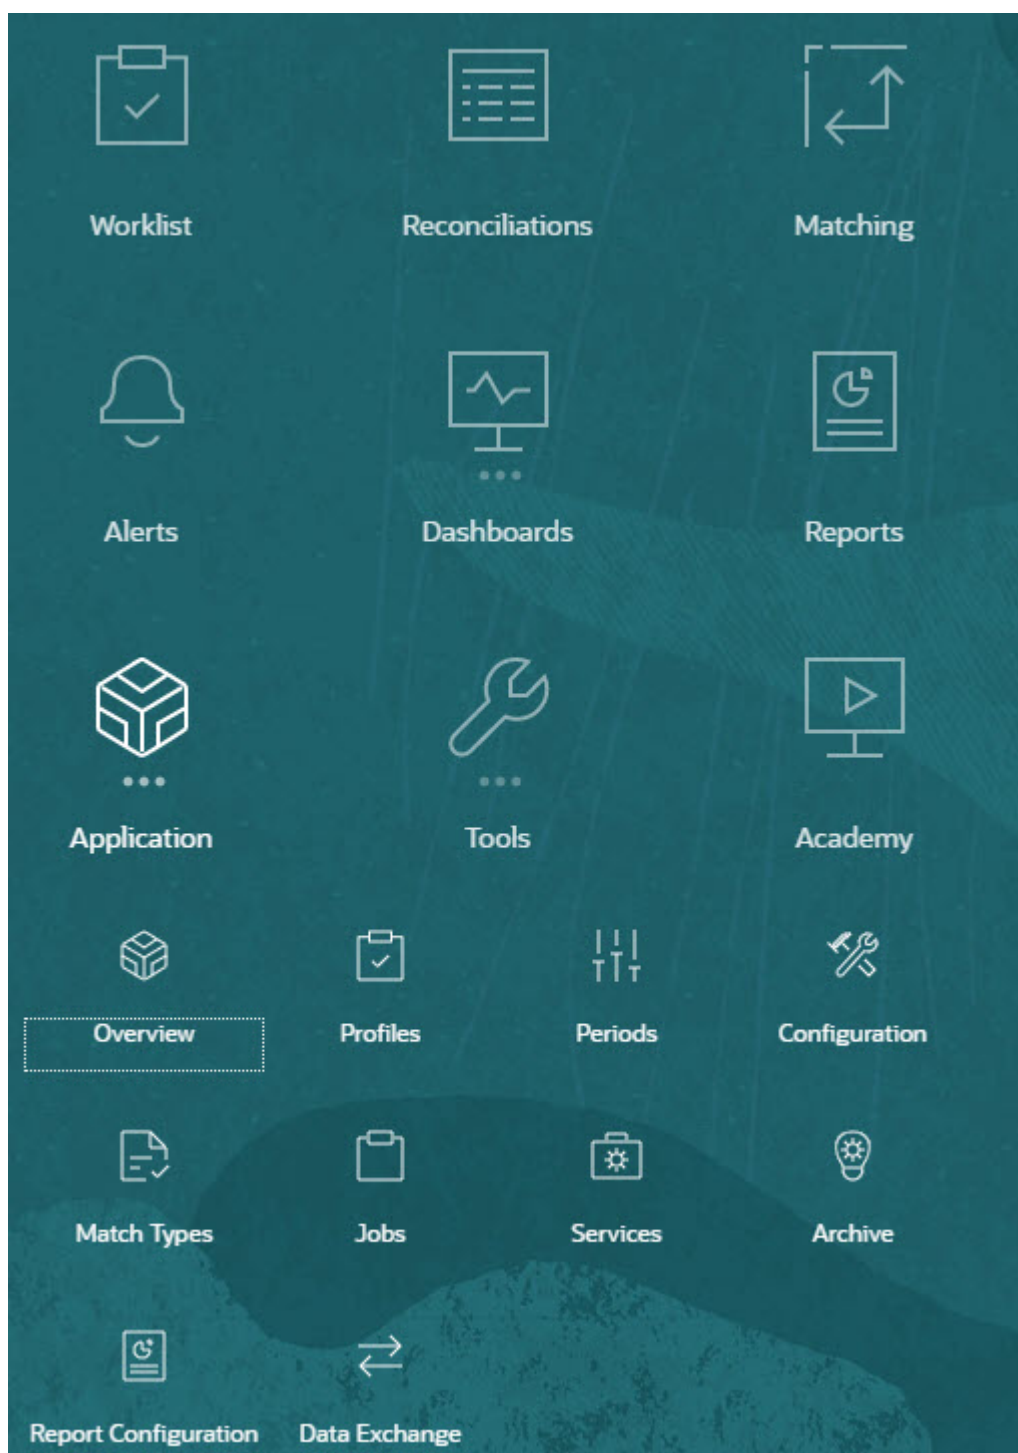 Worklist Reconciliations Matching
Alerts Dashboards Reports
Application Tools Academy
Overview Profiles Periods Configuration
Match Types Jobs Services Archive
Report Configuration Data Exchange